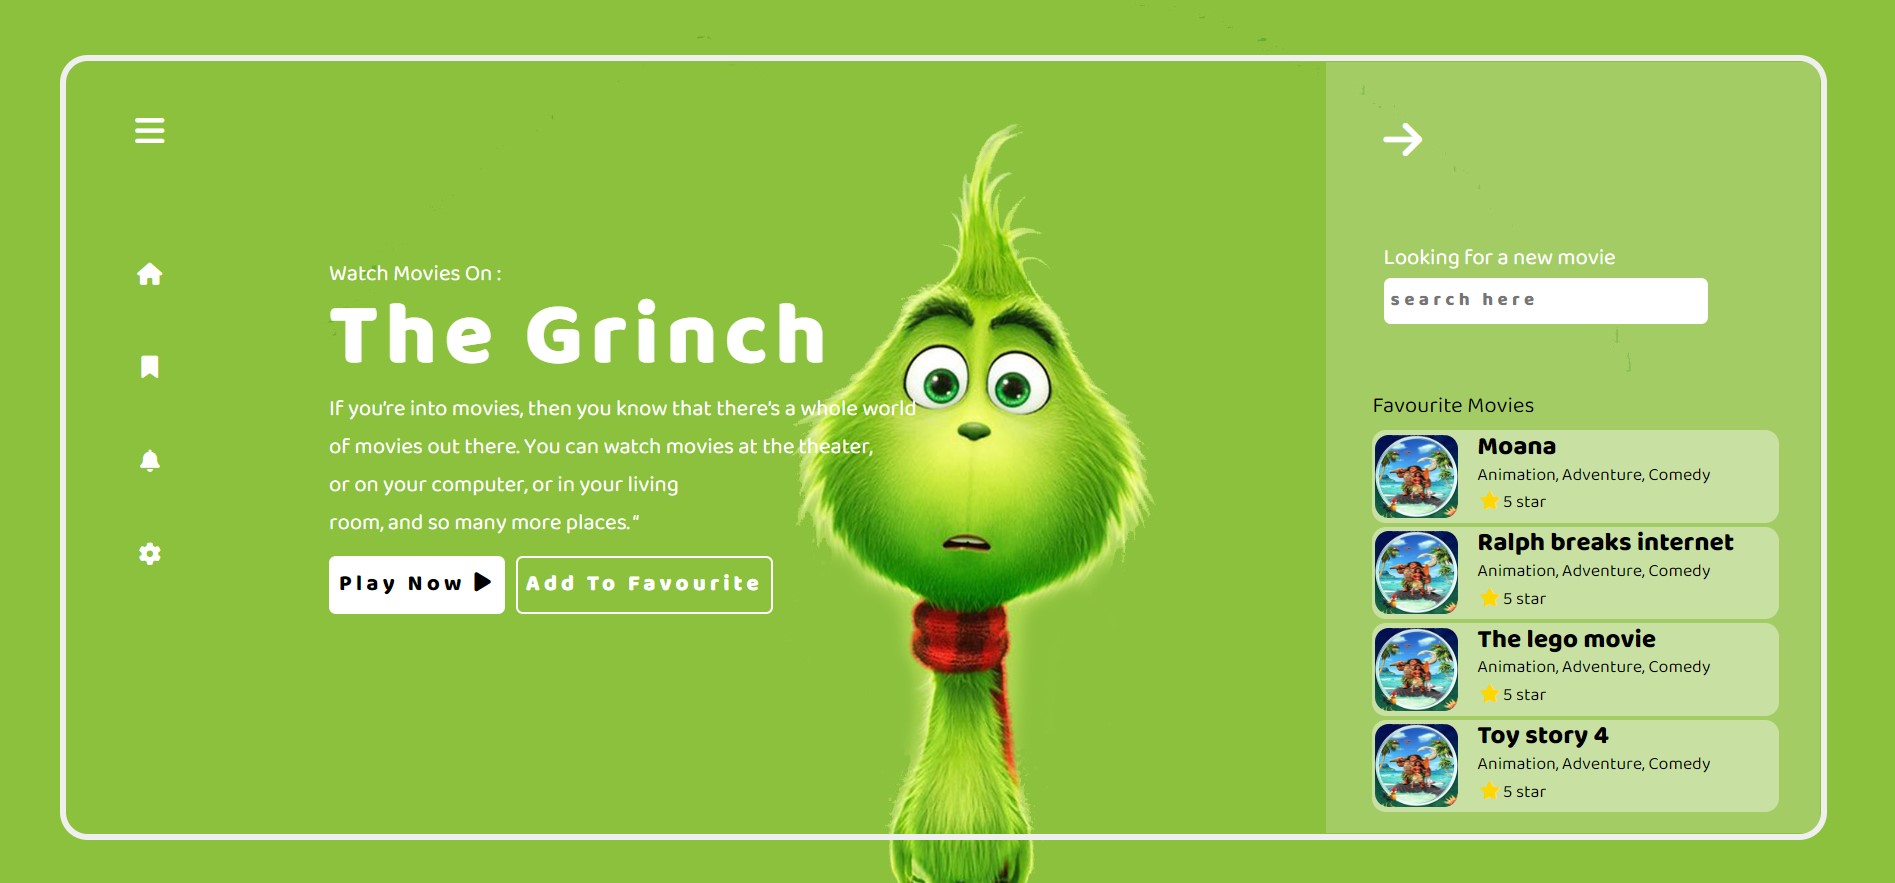 Watch Movies On :
The Grinch
If you're into movies, then you know that there's a whole world
of movies out there. You can watch movies at the theater,
or on your computer, or in your living
room, and so many more places. "
Play Now
Add To Favourite
Looking for a new movie
search here
Favourite Movies
Moana
Animation, Adventure, Comedy
5 star
Ralph breaks internet
Animation, Adventure, Comedy
5 star
The lego movie
Animation, Adventure, Comedy
5 star
Toy story 4
Animation, Adventure, Comedy
5 star